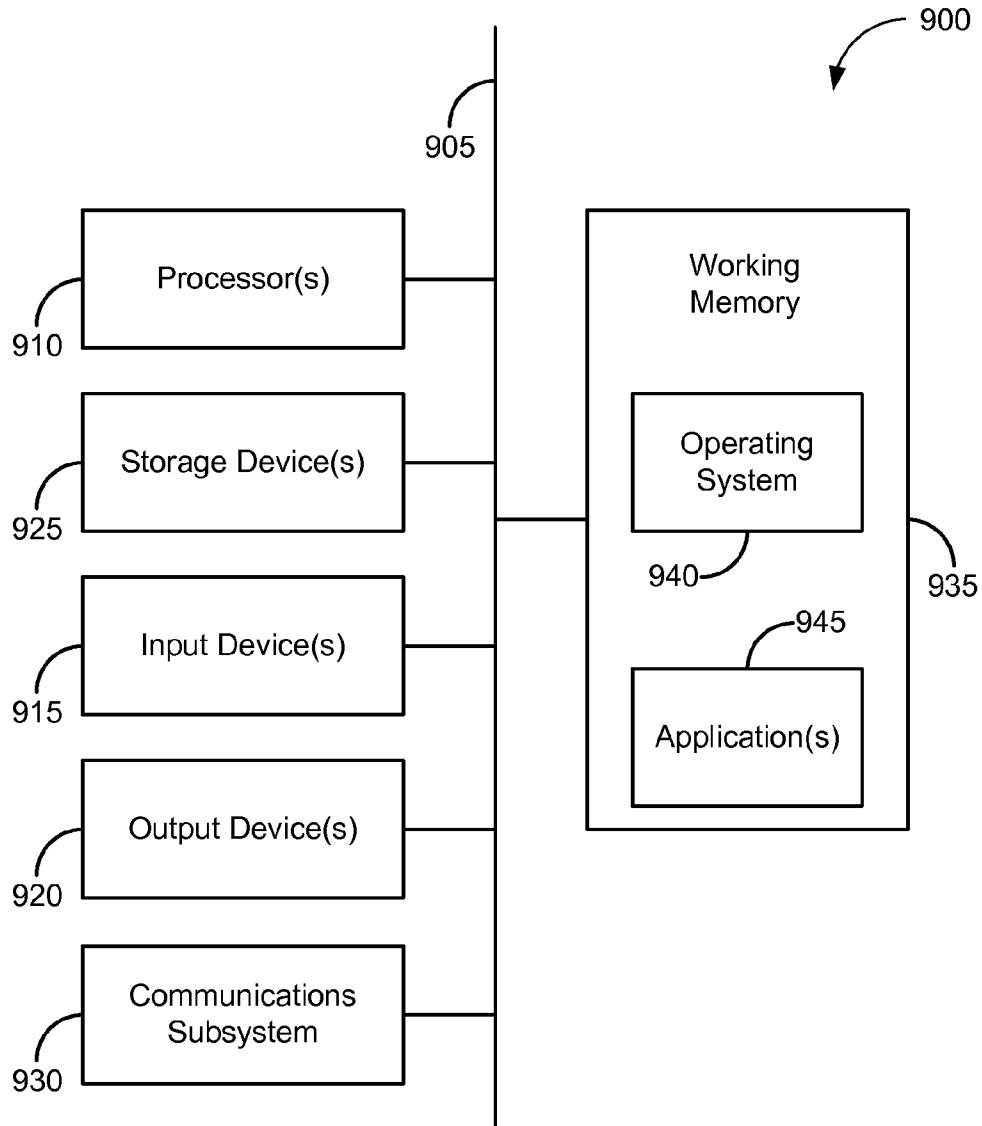 900
905
Processor(s)
910
Storage Device(s)
925
Input Device(s)
915
Output Device(s)
920
Communications
Subsystem
930
Working
Memory
Operating
System
940
935
945
Application(s)